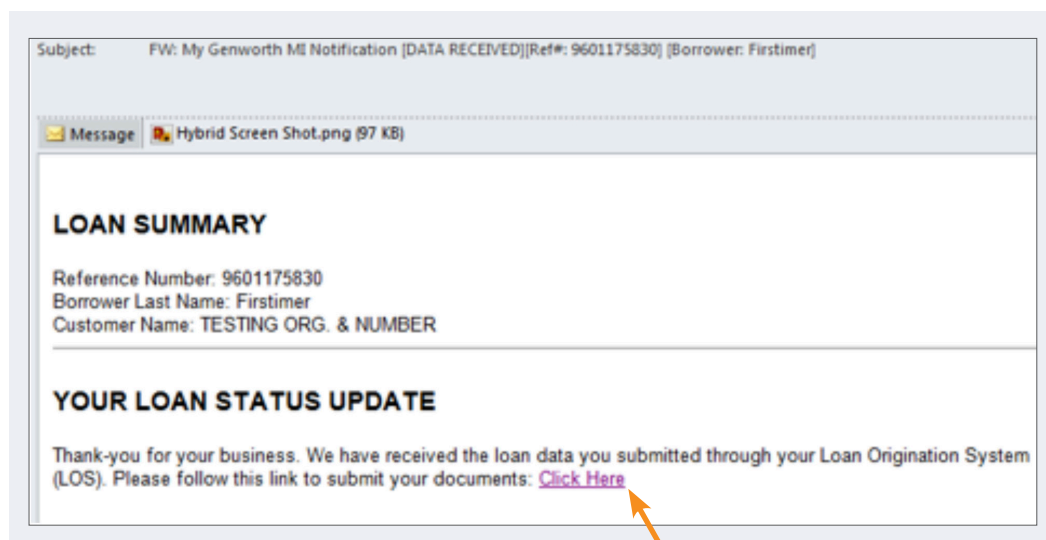 Subject: FW: My Genworth MI Notification [DATA RECEIVED][Ref#: 9601175830] [Borrower: Firstimer]
Message Hybrid Screen Shot.png (97 KB)
LOAN SUMMARY
Reference Number: 9601175830
Borrower Last Name: Firstimer
Customer Name: TESTING ORG. & NUMBER
YOUR LOAN STATUS UPDATE
Thank-you for your business. We have received the loan data you submitted through your Loan Origination System
(LOS). Please follow this link to submit your documents: Click Here